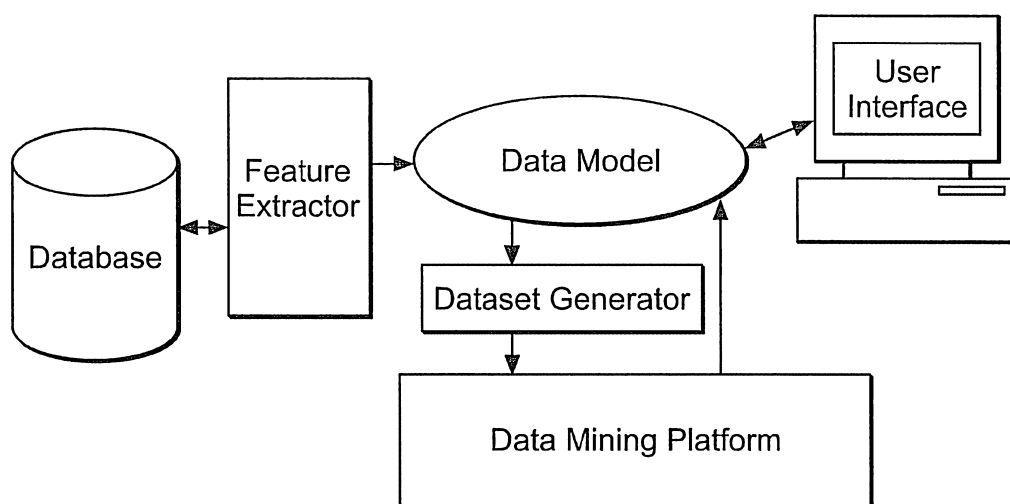 User
Interface
Data Model
Feature
Extractor
Database
Dataset Generator
Data Mining Platform